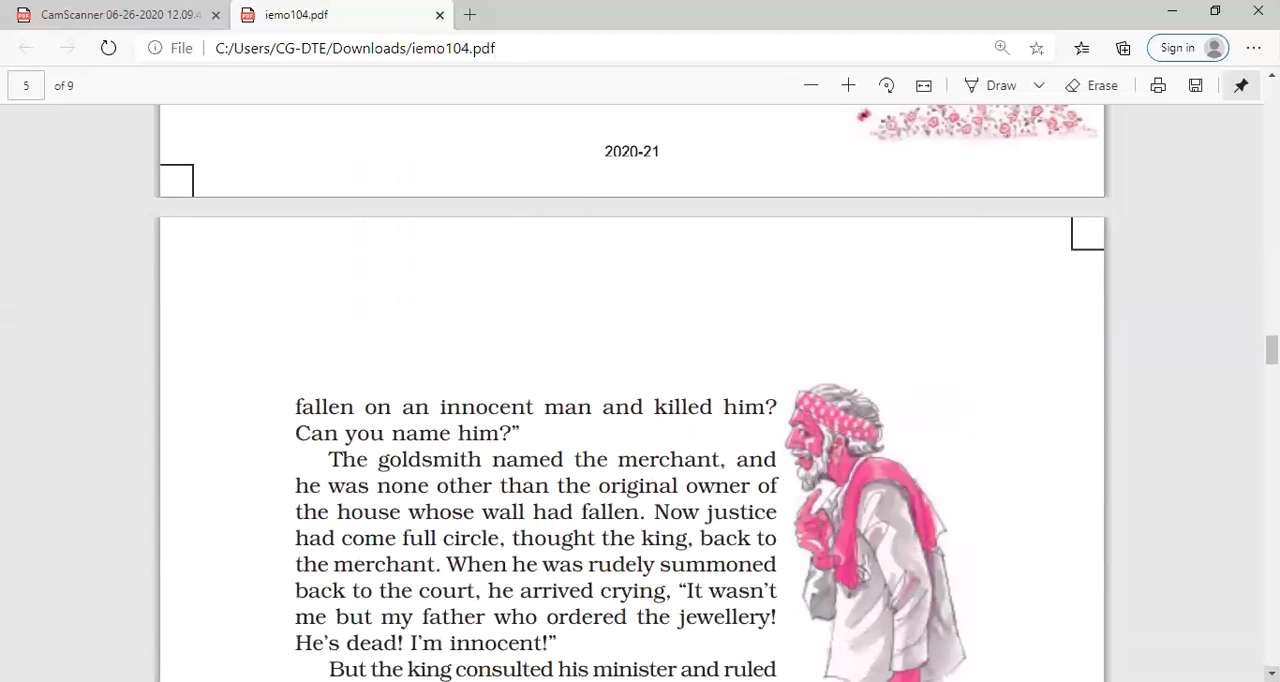 CamScanner 06-26-2020 12.09.4
iemo104.pdf
File
C:/Users/CG-DTE/Downloads/iemo104.pdf
Sign in
5 of 9
Draw
Erase
2020-21
fallen on an innocent man and killed him?
Can you name him?”
The goldsmith named the merchant, and
he was none other than the original owner of
the house whose wall had fallen. Now justice
had come full circle, thought the king, back to
the merchant. When he was rudely summoned
back to the court, he arrived crying, “It wasn’t
me but my father who ordered the jewellery!
He’s dead! I’m innocent!”
But the king consulted his minister and ruled